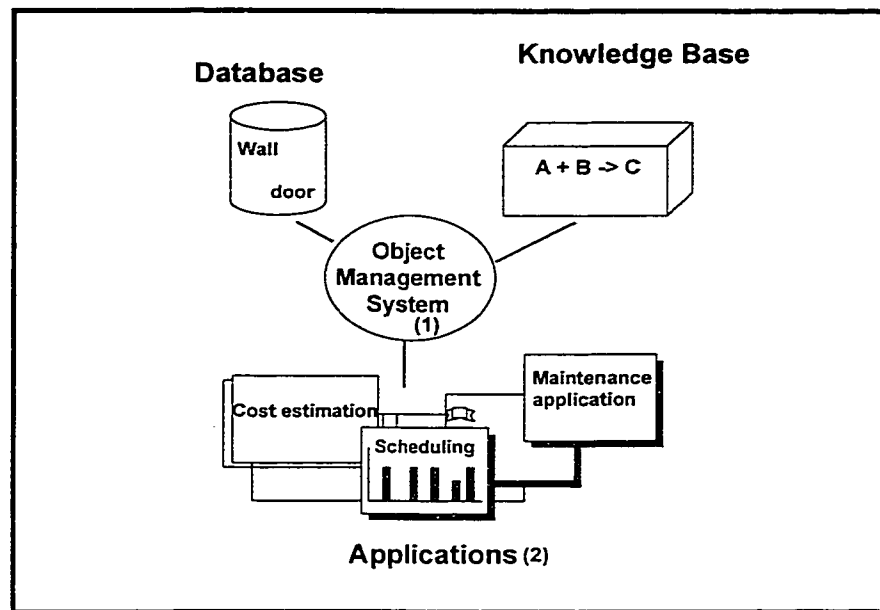 Database
Knowledge Base
Wall
door
A + B -> C
Object
Management
System
(1)
Cost estimation
Maintenance
application
Scheduling
Applications (2)